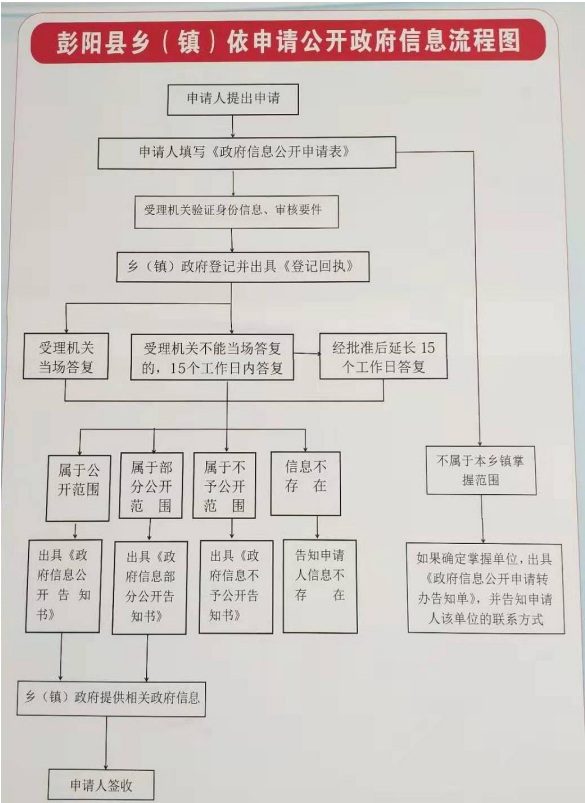 彭阳县乡（镇）依申请公开政府信息流程图
申请人提出申请
申请人填写《政府信息公开申请表》
受理机关验证身份信息、审核要件
乡（镇）政府登记并出具《登记回执》
受理机关
当场答复
受理机关不能当场答复
的，15个工作日内答复
经批准后延长 15
个工作日答复
属于公
开范围
属于部
分公开
范 围
属于不
予公开
范 围
信息不
存 在
不属于本乡镇掌
握范围
出具《政
府信息公
开告知
书》
出具《政
府信息部
分公开告
知书》
出具《政
府信息不
予公开告
知书》
告知申请
人信息不
存 在
如果确定掌握单位，出具
《政府信息公开申请转
办告知单》，并告知申请
人该单位的联系方式
乡（镇）政府提供相关政府信息
申请人签收